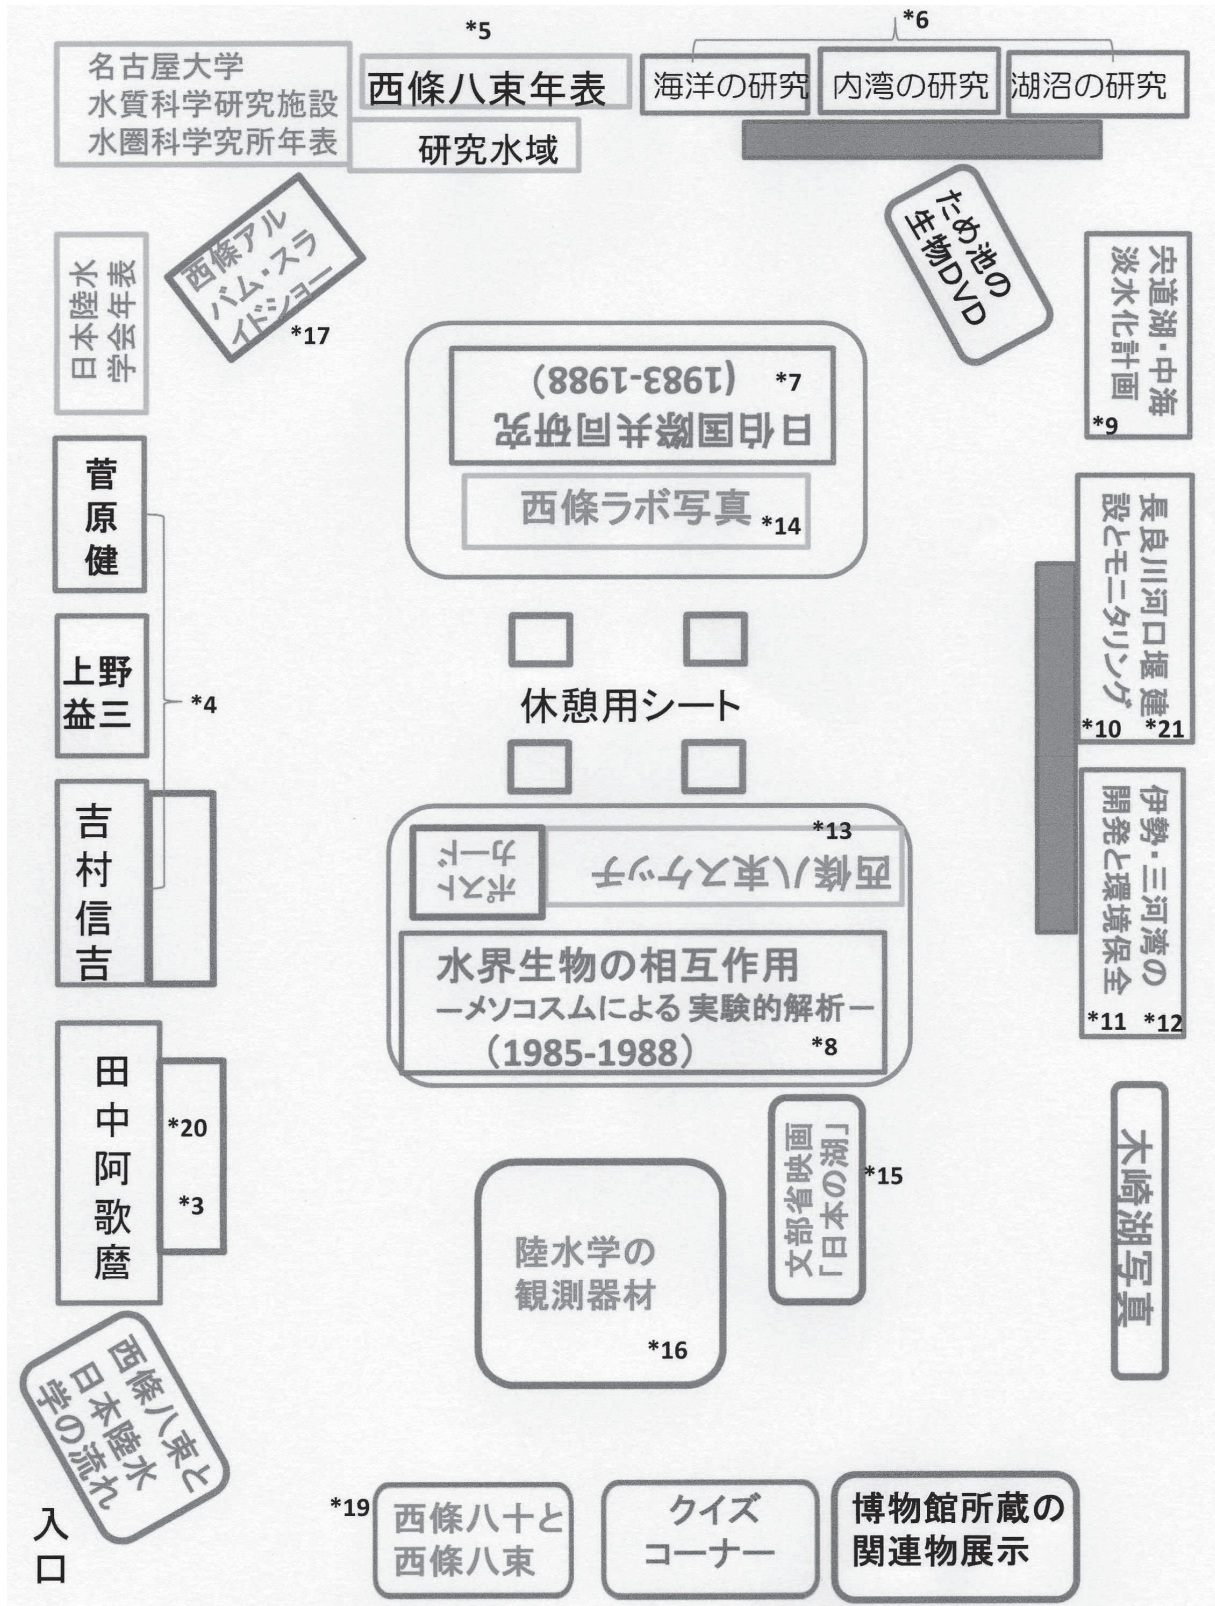 *5
*6
名古屋大学
水質科学研究施設
水圏科学究所年表
西條八束年表
研究水域
海洋の研究
内湾の研究
湖沼の研究
西條アル
バム・スラ
イドショー
*17
ため池の
生物DVD
日本陸水
学会年表
宍道湖・中海
淡水化計画
*9
日伯国際共同研究
(1983-1988)
*7
西條ラボ写真
*14
菅原健
上野
益三
吉村信吉
*4
長良川河口堰 建
設とモニタリング
*10
*21
休憩用シート
伊勢・三河湾の
開発と環境保全
*11
*12
ポスト
カード
西條八束スケッチ
*13
水界生物の相互作用
―メソコスムによる 実験的解析―
（1985-1988）
*8
田中阿歌麿
*20
*3
文部省映画
「日本の湖」
*15
木崎湖写真
陸水学の
観測器材
*16
西條八束と
日本陸水
学の流れ
入
口
*19
西條八十と
西條八束
クイズ
コーナー
博物館所蔵の
関連物展示